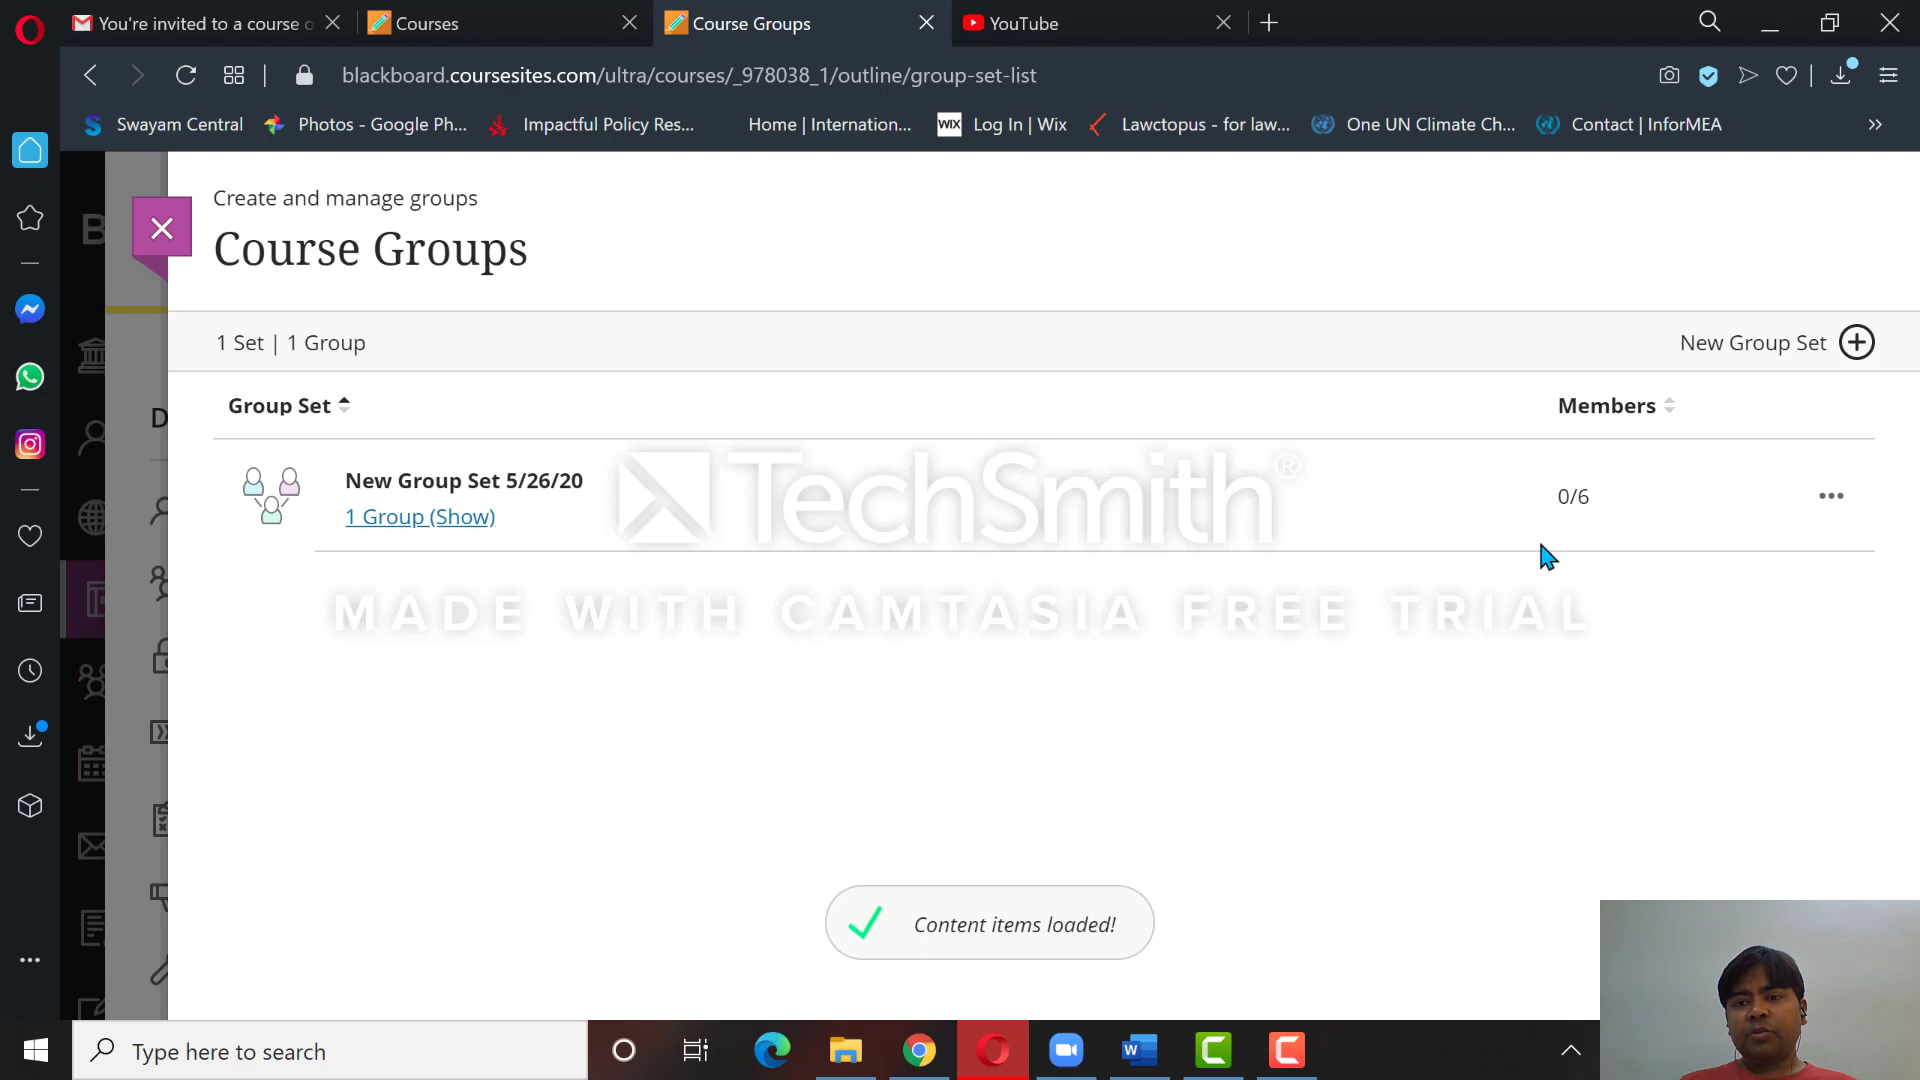 You're invited to a course o
Courses
Course Groups
YouTube
blackboard.coursesites.com/ultra/courses/_978038_1/outline/group-set-list
Swayam Central
Photos - Google Ph...
Impactful Policy Res...
Home | Internation...
WIX Log In | Wix
Lawctopus - for law...
One UN Climate Ch...
Contact | InforMEA
B
Create and manage groups
Course Groups
1 Set | 1 Group
New Group Set
D
Group Set
Members
New Group Set 5/26/20
1 Group (Show)
0/6
TechSmith®
MADE WITH CAMTASIA FREE TRIAL
Content items loaded!
Type here to search